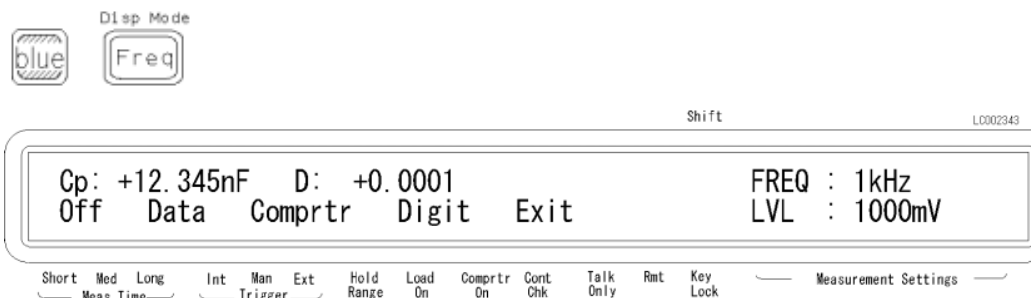 Disp Mode
blue Freq
Shift LC002343
Cp: +12.345nF D: +0.0001 FREQ : 1kHz
Off Data Comprtr Digit Exit LVL : 1000mV
Short Med Long Int Man Ext Hold Range Load On Comprtr On Cont Chk Talk Only Rmt Key Lock Measurement Settings
Meas Time Trigger